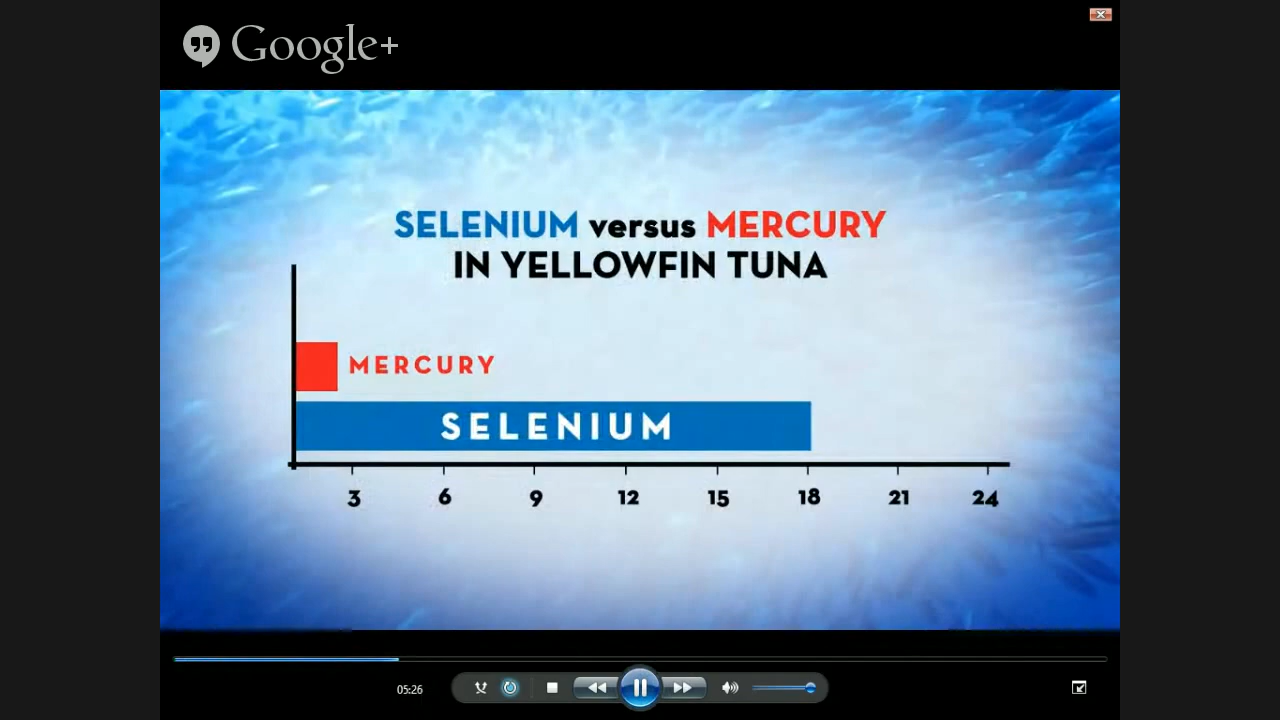 Google+
SELENIUM versus MERCURY
IN YELLOWFIN TUNA
MERCURY
SELENIUM
3 6 9 12 15 18 21 24
05:26